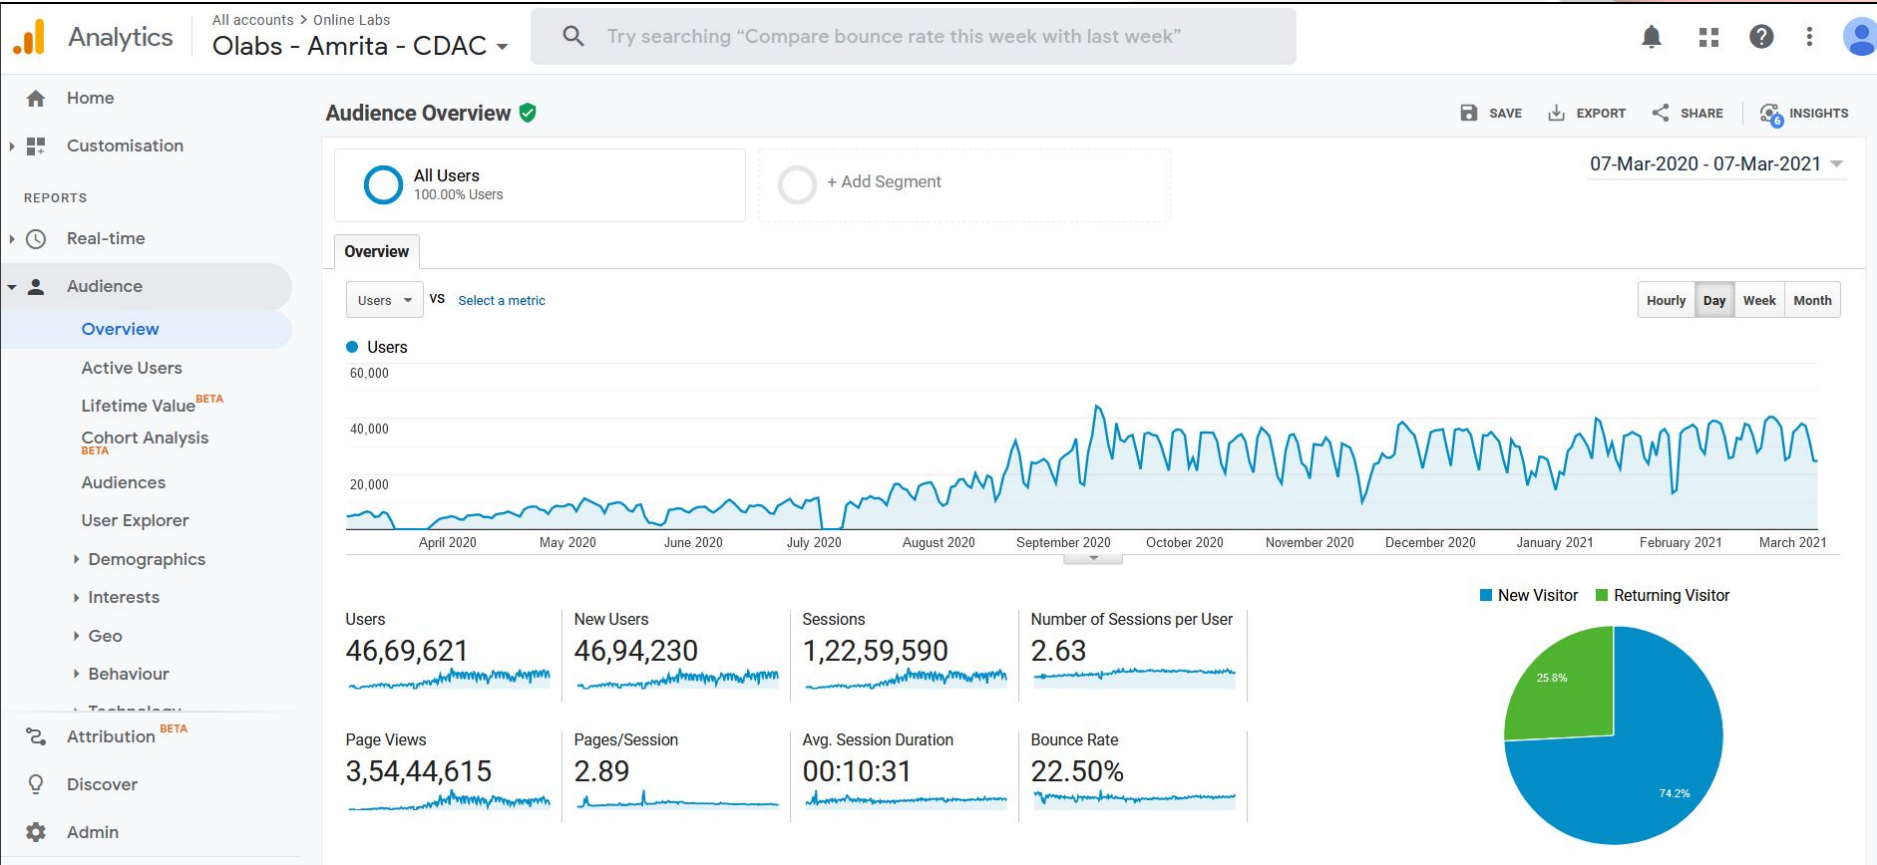 All accounts > Online Labs
Analytics
Olabs - Amrita - CDAC
Try searching “Compare bounce rate this week with last week”
Home
Customisation
REPORTS
Real-time
Audience
Overview
Active Users
Lifetime Value BETA
Cohort Analysis
BETA
Audiences
User Explorer
Demographics
Interests
Geo
Behaviour
Technology
Attribution BETA
Discover
Admin
Audience Overview
SAVE
EXPORT
SHARE
6
INSIGHTS
All Users
100.00% Users
+ Add Segment
07-Mar-2020 - 07-Mar-2021
Overview
Users
VS
Select a metric
Hourly
Day
Week
Month
Users
60,000
40,000
20,000
April 2020
May 2020
June 2020
July 2020
August 2020
September 2020
October 2020
November 2020
December 2020
January 2021
February 2021
March 2021
Users
46,69,621
New Users
46,94,230
Sessions
1,22,59,590
Number of Sessions per User
2.63
Page Views
3,54,44,615
Pages/Session
2.89
Avg. Session Duration
00:10:31
Bounce Rate
22.50%
New Visitor
Returning Visitor
25.8%
74.2%